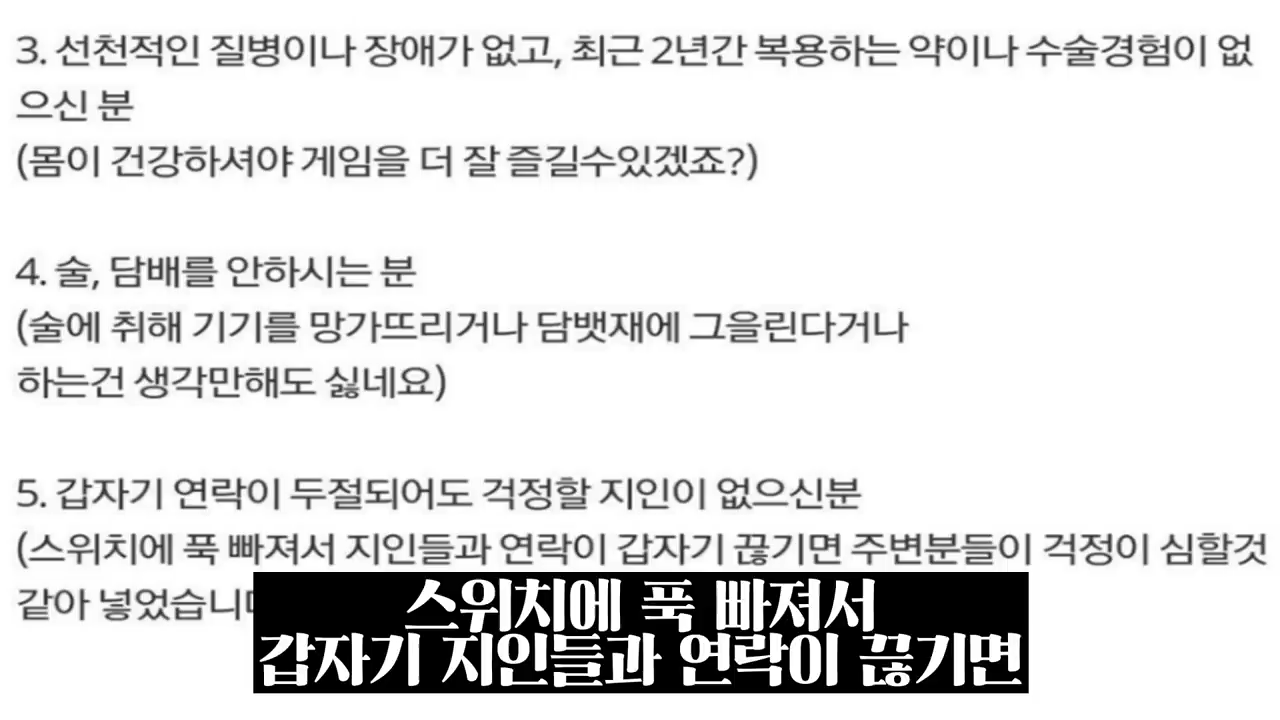 3. 선천적인 질병이나 장애가 없고, 최근 2년간 복용하는 약이나 수술경험이 없
으신 분
(몸이 건강하셔야 게임을 더 잘 즐길수있겠죠?)
4. 술, 담배를 안하시는 분
(술에 취해 기기를 망가뜨리거나 담뱃재에 그을린다거나
하는건 생각만해도 싫네요)
5. 갑자기 연락이 두절되어도 걱정할 지인이 없으신분
(스위치에 푹 빠져서 지인들과 연락이 갑자기 끊기면 주변분들이 걱정이 심할것
같아 넣었습니다
스위치에 푹 빠져서
갑자기 지인들과 연락이 끊기면